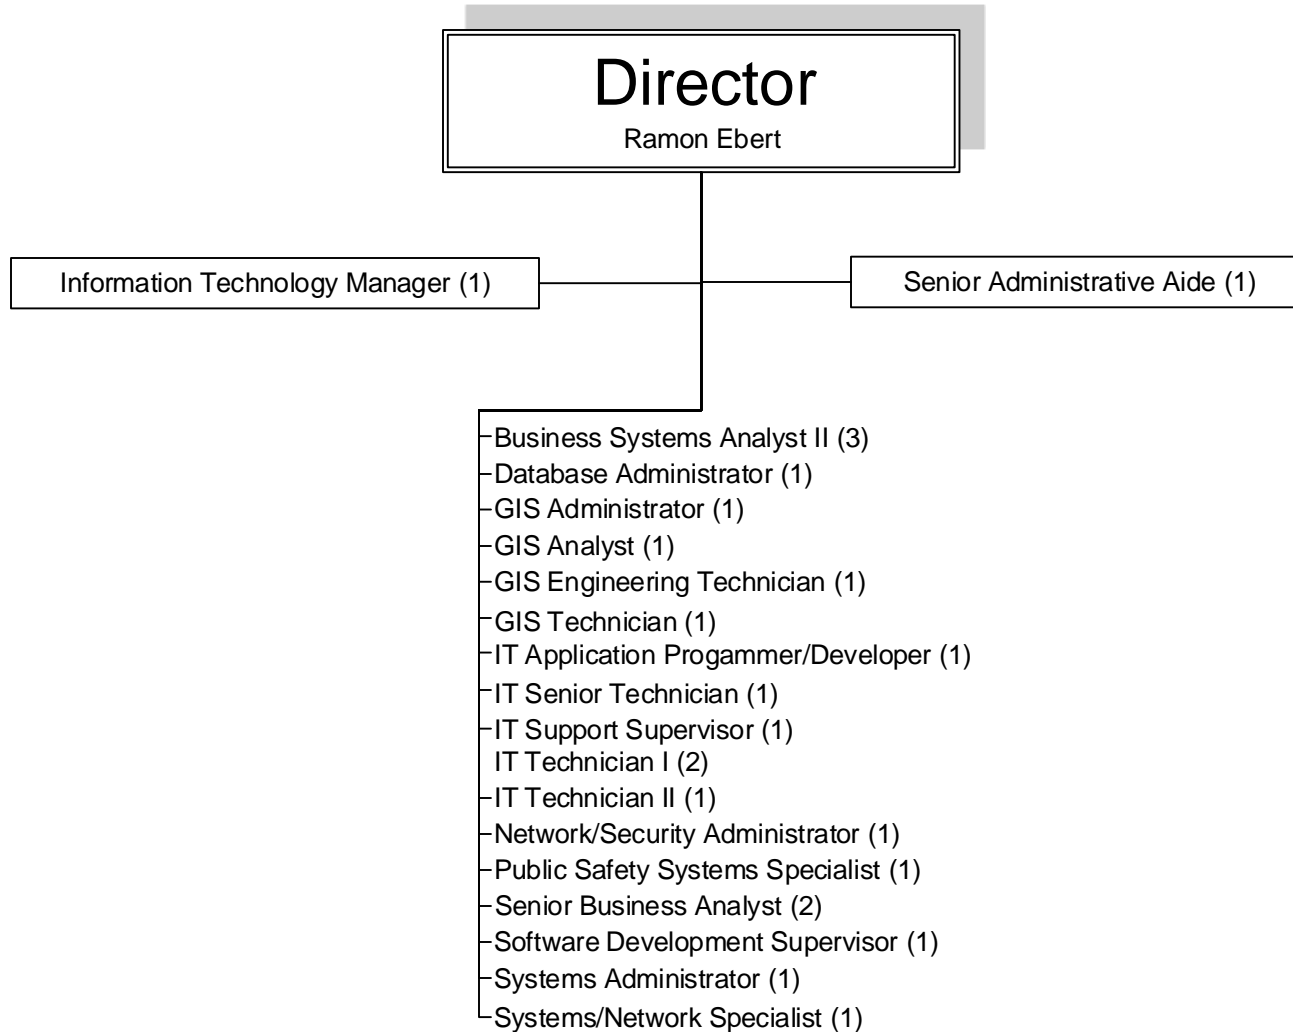 Director
Ramon Ebert
Information Technology Manager (1)
Senior Administrative Aide (1)
Business Systems Analyst II (3)
Database Administrator (1)
GIS Administrator (1)
GIS Analyst (1)
GIS Engineering Technician (1)
GIS Technician (1)
IT Application Progammer/Developer (1)
IT Senior Technician (1)
IT Support Supervisor (1)
IT Technician I (2)
IT Technician II (1)
Network/Security Administrator (1)
Public Safety Systems Specialist (1)
Senior Business Analyst (2)
Software Development Supervisor (1)
Systems Administrator (1)
Systems/Network Specialist (1)